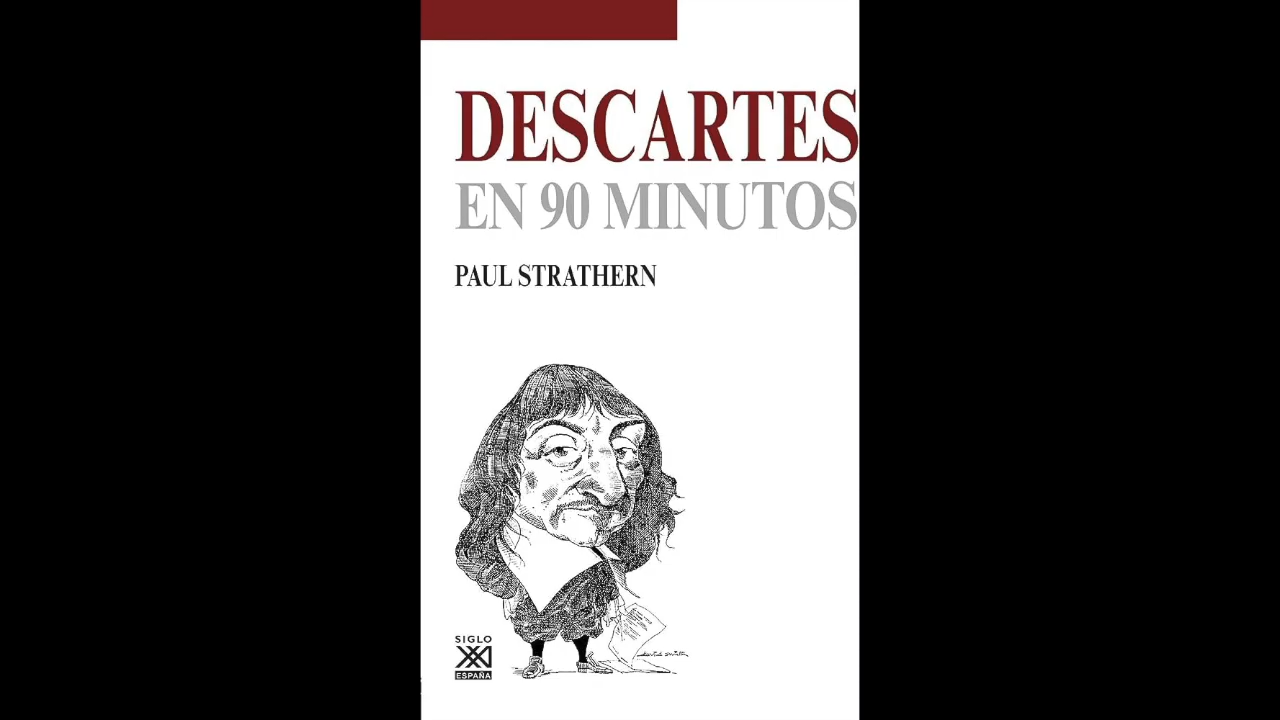 DESCARTES
EN 90 MINUTOS
PAUL STRATHERN
SIGLO
XXI
ESPAÑA